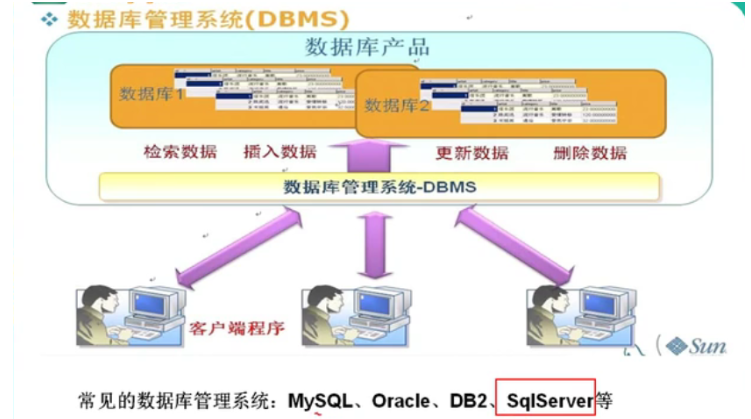 数据库管理系统(DBMS)
数据库产品
数据库1
数据库2
检索数据 插入数据 更新数据 删除数据
数据库管理系统-DBMS
客户端程序
Sun
常见的数据库管理系统：MySQL、Oracle、DB2、SqlServer等